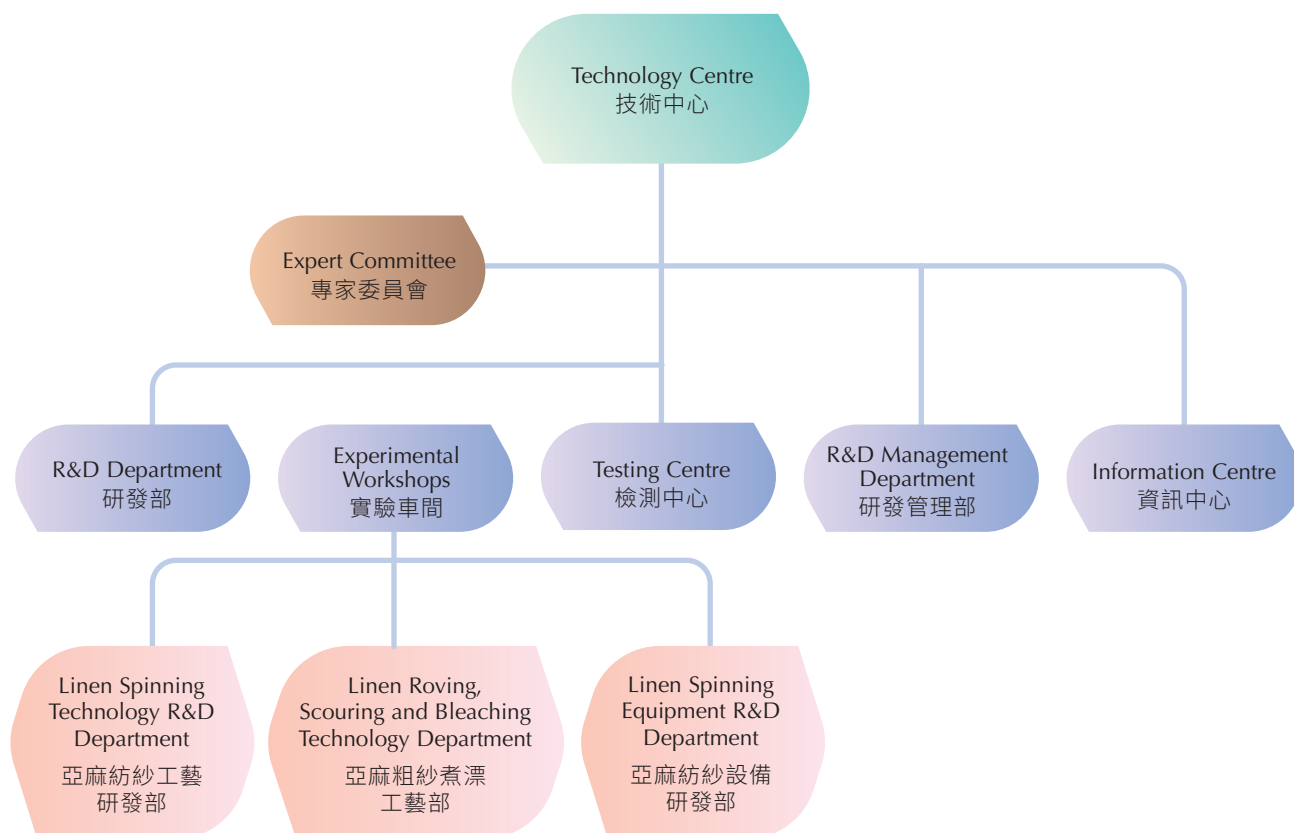 Technology Centre
技術中心
Expert Committee
專家委員會
R&D Department
研發部
Experimental
Workshops
實驗車間
Testing Centre
檢測中心
R&D Management
Department
研發管理部
Information Centre
資訊中心
Linen Spinning
Technology R&D
Department
亞麻紡紗工藝
研發部
Linen Roving,
Scouring and Bleaching
Technology Department
亞麻粗紗煮漂
工藝部
Linen Spinning
Equipment R&D
Department
亞麻紡紗設備
研發部